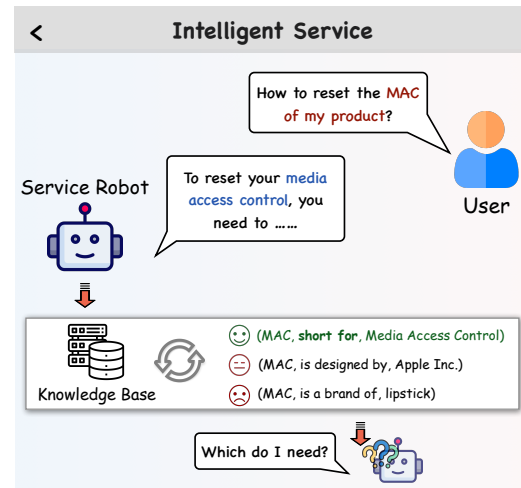 Intelligent Service
How to reset the MAC
of my product?
User
Service Robot
To reset your media
access control, you
need to ......
(MAC, short for, Media Access Control)
(MAC, is designed by, Apple Inc.)
(MAC, is a brand of, lipstick)
Knowledge Base
Which do I need?